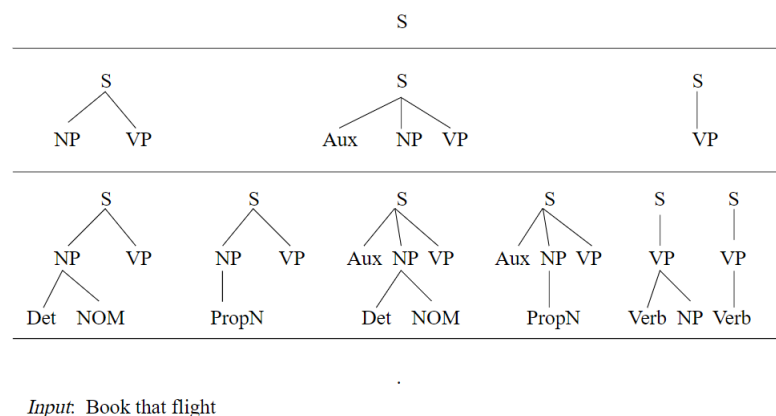 S
S S S
NP VP Aux NP VP VP
S S S S S S
NP VP NP VP Aux NP VP Aux NP VP VP VP
Det NOM PropN Det NOM PropN Verb NP Verb
.
Input: Book that flight